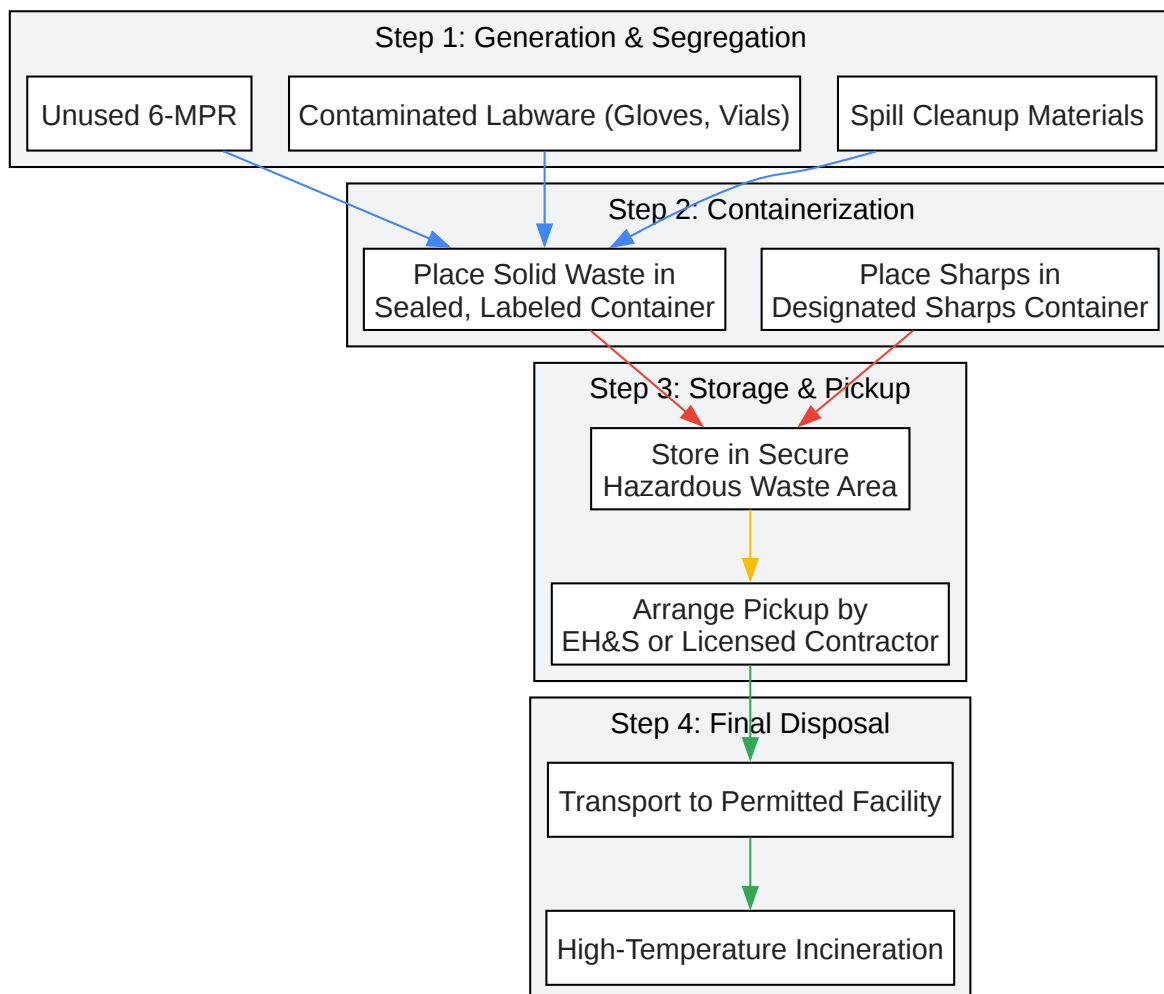 Step 1: Generation & Segregation
Unused 6-MPR
Contaminated Labware (Gloves, Vials)
Spill Cleanup Materials
Step 2: Containerization
Place Solid Waste in
Sealed, Labeled Container
Place Sharps in
Designated Sharps Container
Step 3: Storage & Pickup
Store in Secure
Hazardous Waste Area
Arrange Pickup by
EH&S or Licensed Contractor
Step 4: Final Disposal
Transport to Permitted Facility
High-Temperature Incineration